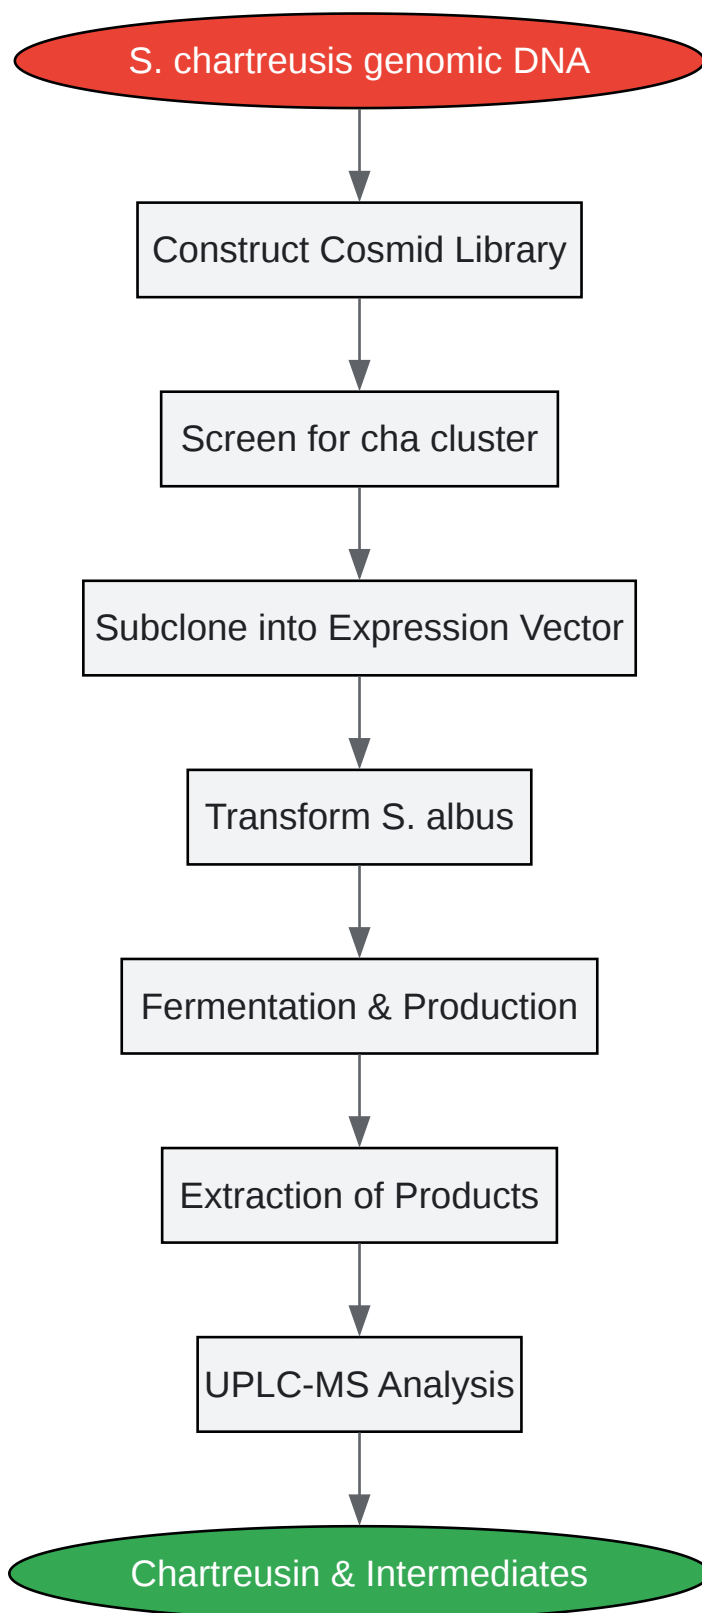 S. chartreusis genomic DNA
Construct Cosmid Library
Screen for cha cluster
Subclone into Expression Vector
Transform S. albus
Fermentation & Production
Extraction of Products
UPLC-MS Analysis
Chartreusin & Intermediates